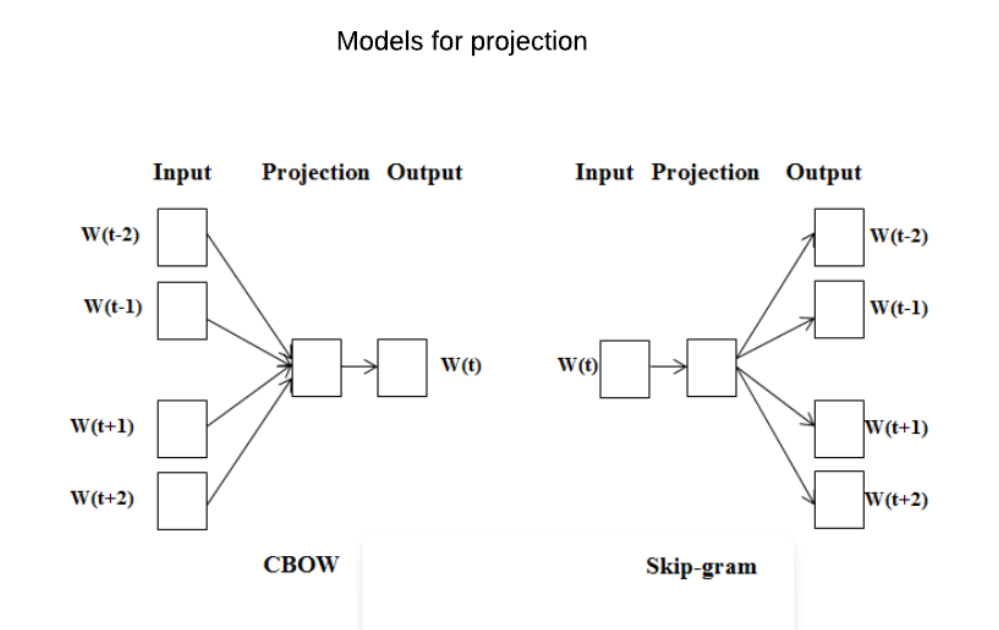 Models for projection
Input Projection Output
W(t-2)
W(t-1)
W(t)
W(t+1)
W(t+2)
CBOW
Input Projection Output
W(t-2)
W(t-1)
W(t)
W(t+1)
W(t+2)
Skip-gram